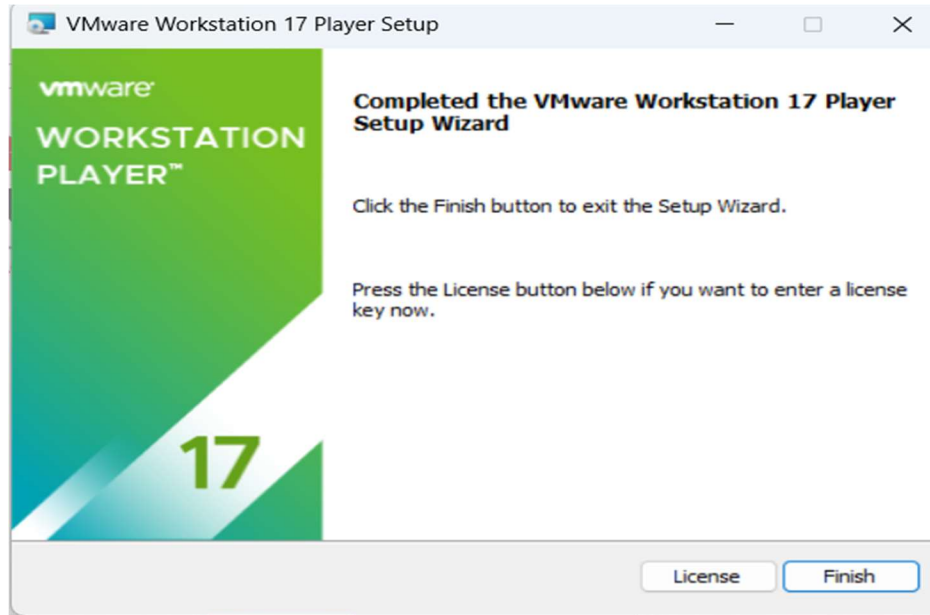 VMware Workstation 17 Player Setup
vmware
WORKSTATION
PLAYER™
17
Completed the VMware Workstation 17 Player
Setup Wizard
Click the Finish button to exit the Setup Wizard.
Press the License button below if you want to enter a license
key now.
License
Finish